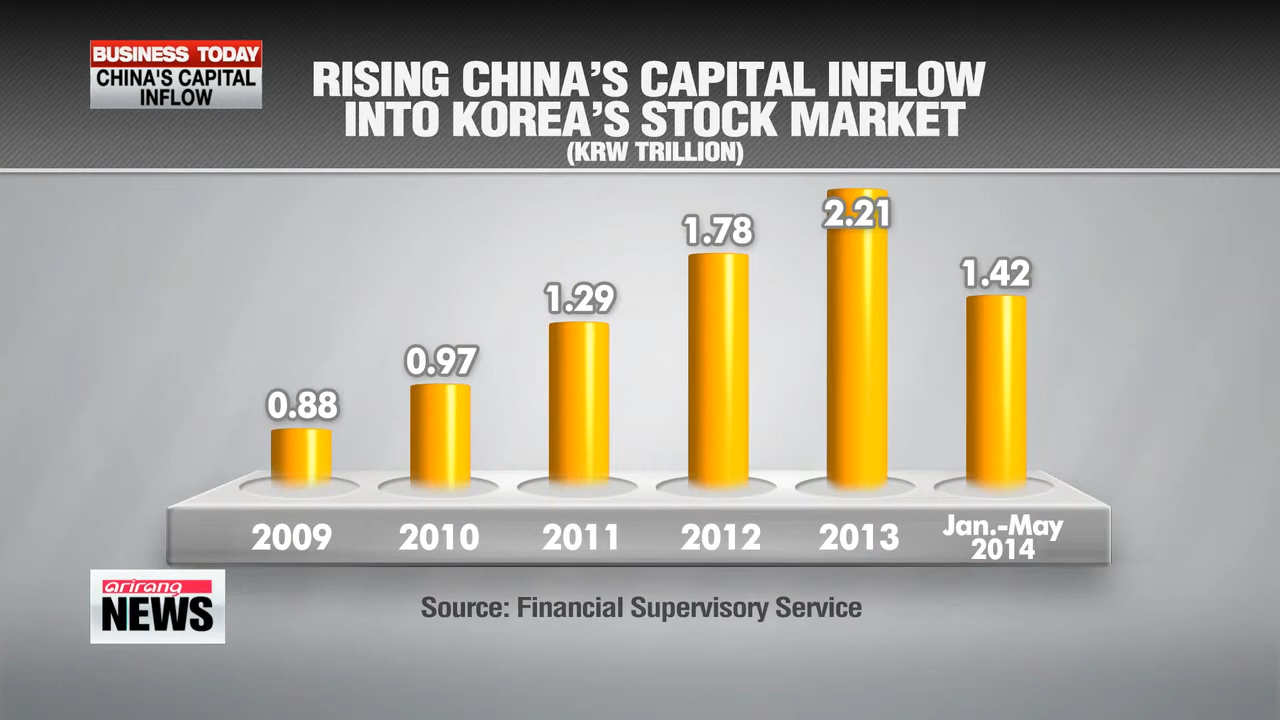 BUSINESS TODAY
CHINA'S CAPITAL
INFLOW
RISING CHINA'S CAPITAL INFLOW
INTO KOREA'S STOCK MARKET
(KRW TRILLION)
0.88
0.97
1.29
1.78
2.21
1.42
2009
2010
2011
2012
2013
Jan.-May
2014
Source: Financial Supervisory Service
arirang
NEWS